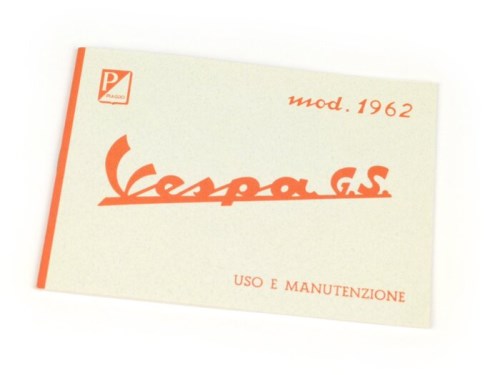 P
PIAGGIO
mod. 1962
Vespa G.S.
USO E MANUTENZIONE